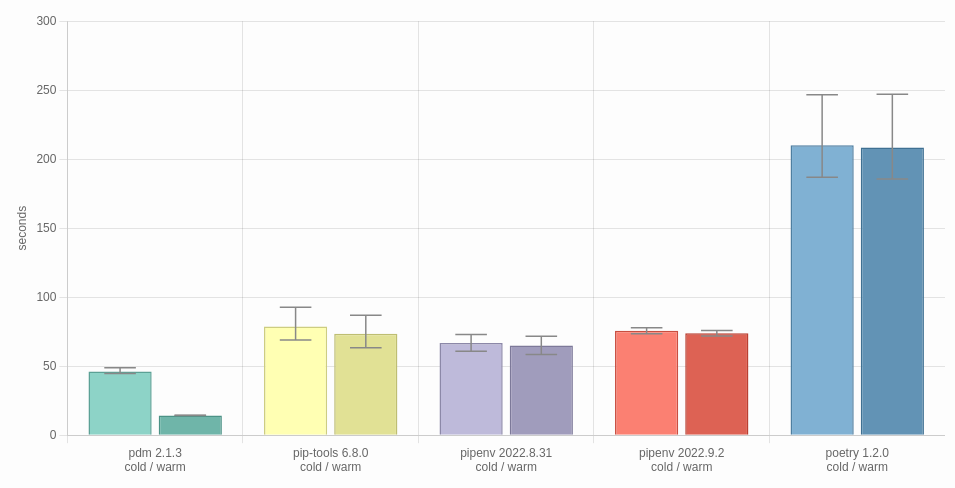 300
250
200
150
100
50
0
seconds
pdm 2.1.3
cold / warm
pip-tools 6.8.0
cold / warm
pipenv 2022.8.31
cold / warm
pipenv 2022.9.2
cold / warm
poetry 1.2.0
cold / warm